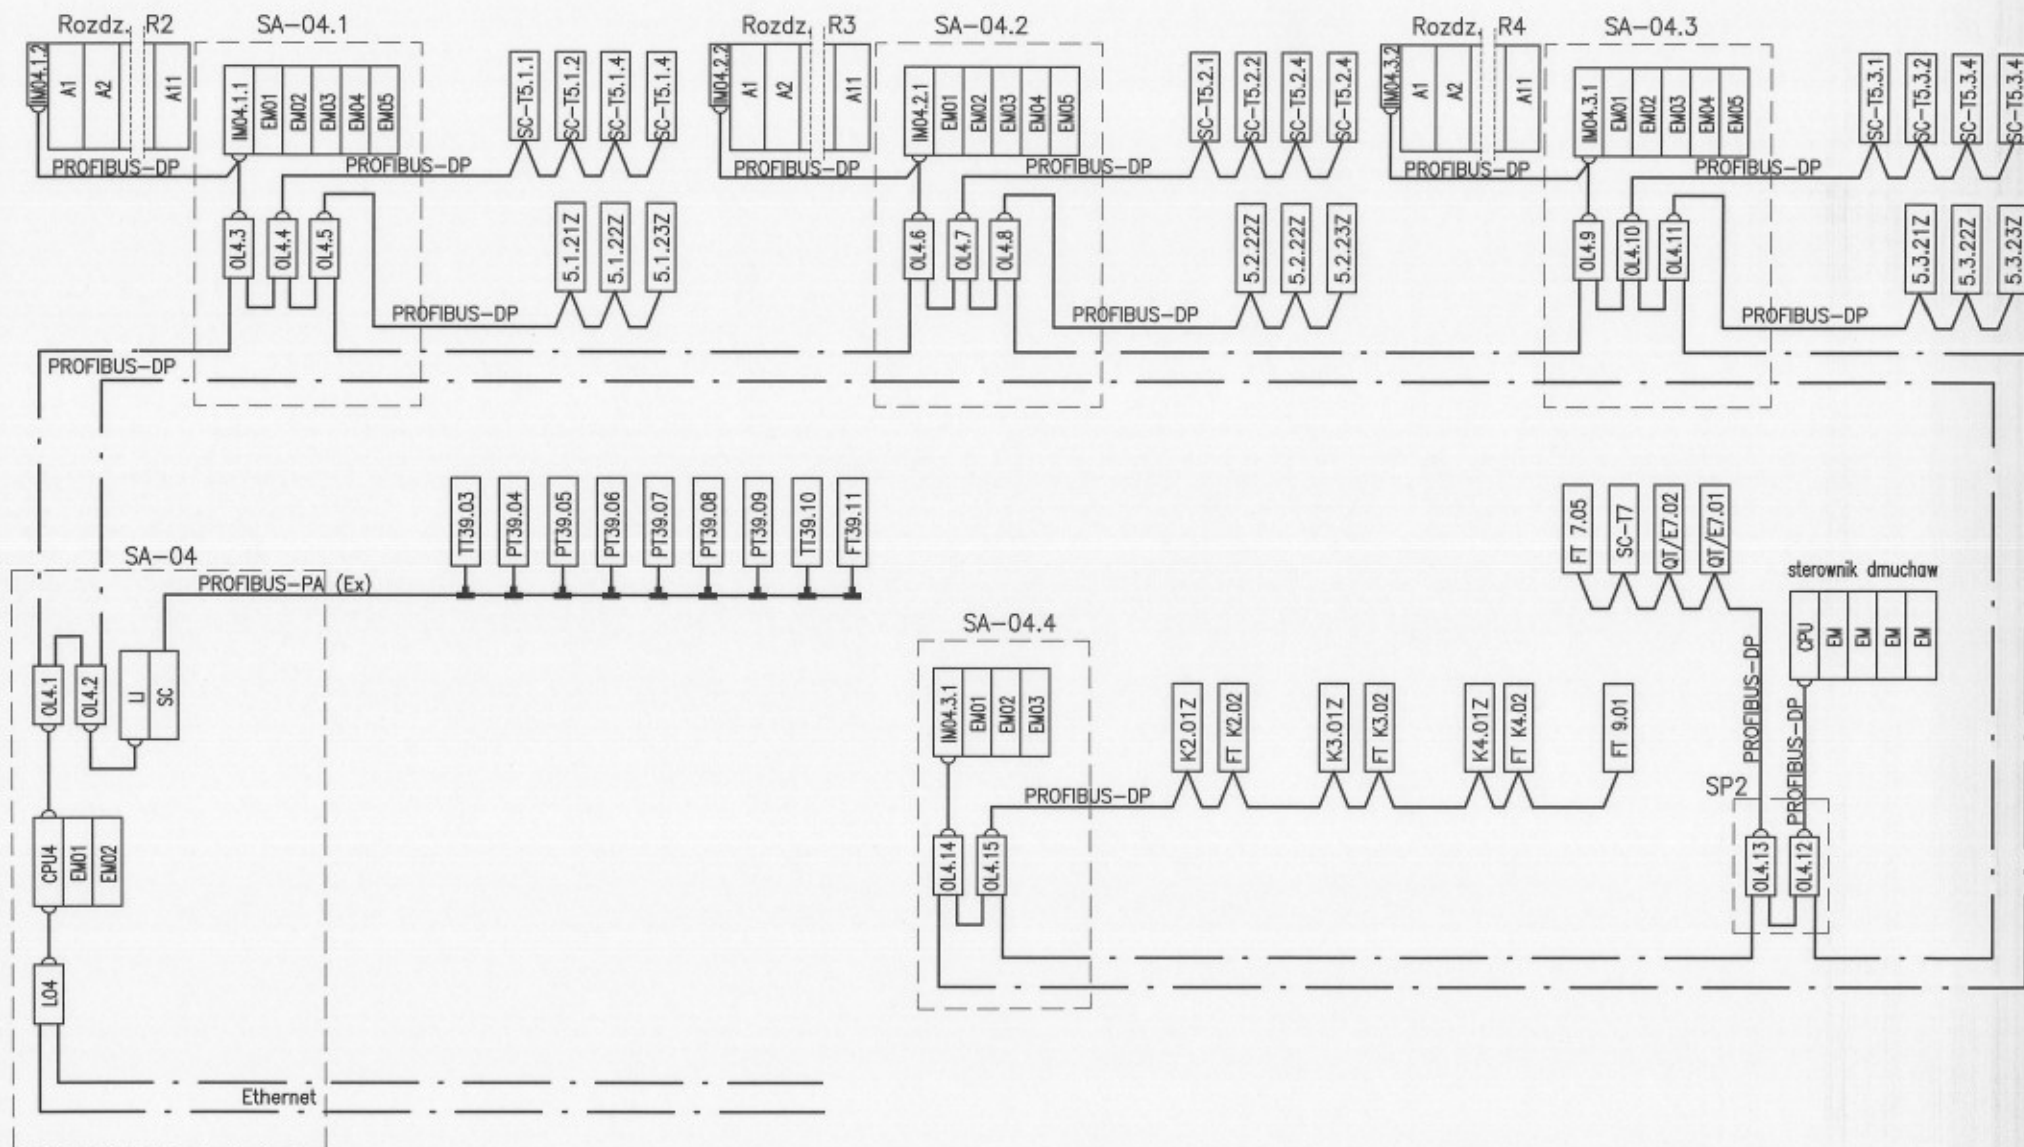 Rozdz. R2
SA-04.1
Rozdz. R3
SA-04.2
Rozdz. R4
SA-04.3
IM04.1.2
A1
A2
A11
IM04.1.1
EM01
EM02
EM03
EM04
EM05
SC-T5.1.1
SC-T5.1.2
SC-T5.1.4
SC-T5.1.4
IM04.2.2
A1
A2
A11
IM04.2.1
EM01
EM02
EM03
EM04
EM05
SC-T5.2.1
SC-T5.2.2
SC-T5.2.4
SC-T5.2.4
IM04.3.2
A1
A2
A11
IM04.3.1
EM01
EM02
EM03
EM04
EM05
SC-T5.3.1
SC-T5.3.2
SC-T5.3.4
SC-T5.3.4
PROFIBUS-DP
PROFIBUS-DP
PROFIBUS-DP
PROFIBUS-DP
PROFIBUS-DP
PROFIBUS-DP
OL4.3
OL4.4
OL4.5
5.1.21Z
5.1.22Z
5.1.23Z
OL4.6
OL4.7
OL4.8
5.2.22Z
5.2.22Z
5.2.23Z
OL4.9
OL4.10
OL4.11
5.3.21Z
5.3.22Z
5.3.23Z
PROFIBUS-DP
PROFIBUS-DP
PROFIBUS-DP
PROFIBUS-DP
TT39.03
PT39.04
PT39.05
PT39.06
PT39.07
PT39.08
PT39.09
TT39.10
FT39.11
FT 7.05
SC-T7
QT/E7.02
QT/E7.01
SA-04
PROFIBUS-PA (Ex)
sterownik dmuchaw
CPU
EM
EM
EM
EM
SA-04.4
OL4.1
OL4.2
LI
SC
IM04.3.1
EM01
EM02
EM03
K2.01Z
FT K2.02
K3.01Z
FT K3.02
K4.01Z
FT K4.02
FT 9.01
PROFIBUS-DP
PROFIBUS-DP
PROFIBUS-DP
SP2
CPU4
EM01
EM02
OL4.14
OL4.15
OL4.13
OL4.12
LO4
Ethernet